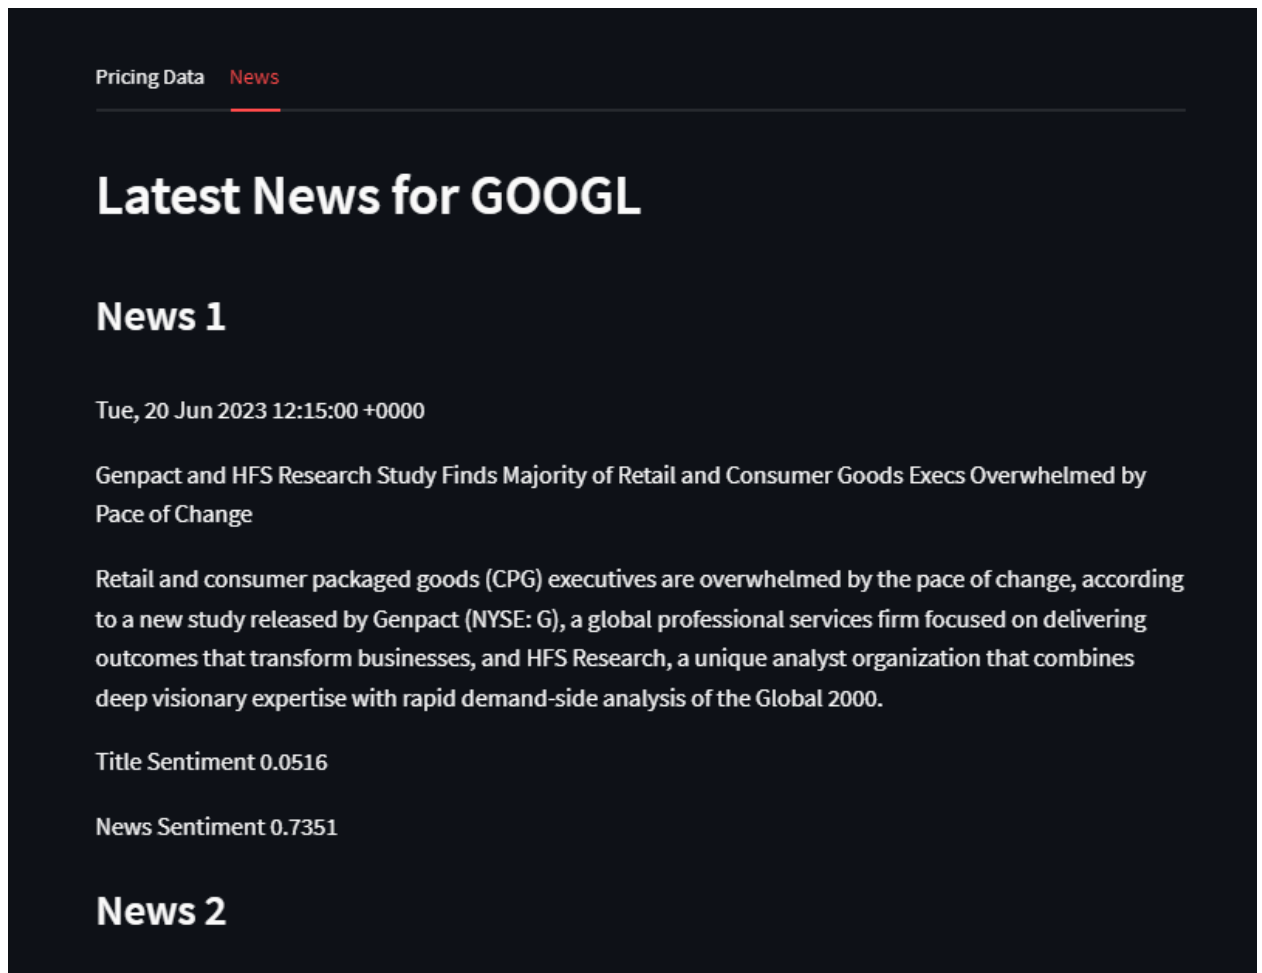 Pricing Data News
Latest News for GOOGL
News 1
Tue, 20 Jun 2023 12:15:00 +0000
Genpact and HFS Research Study Finds Majority of Retail and Consumer Goods Execs Overwhelmed by
Pace of Change
Retail and consumer packaged goods (CPG) executives are overwhelmed by the pace of change, according
to a new study released by Genpact (NYSE: G), a global professional services firm focused on delivering
outcomes that transform businesses, and HFS Research, a unique analyst organization that combines
deep visionary expertise with rapid demand-side analysis of the Global 2000.
Title Sentiment 0.0516
News Sentiment 0.7351
News 2